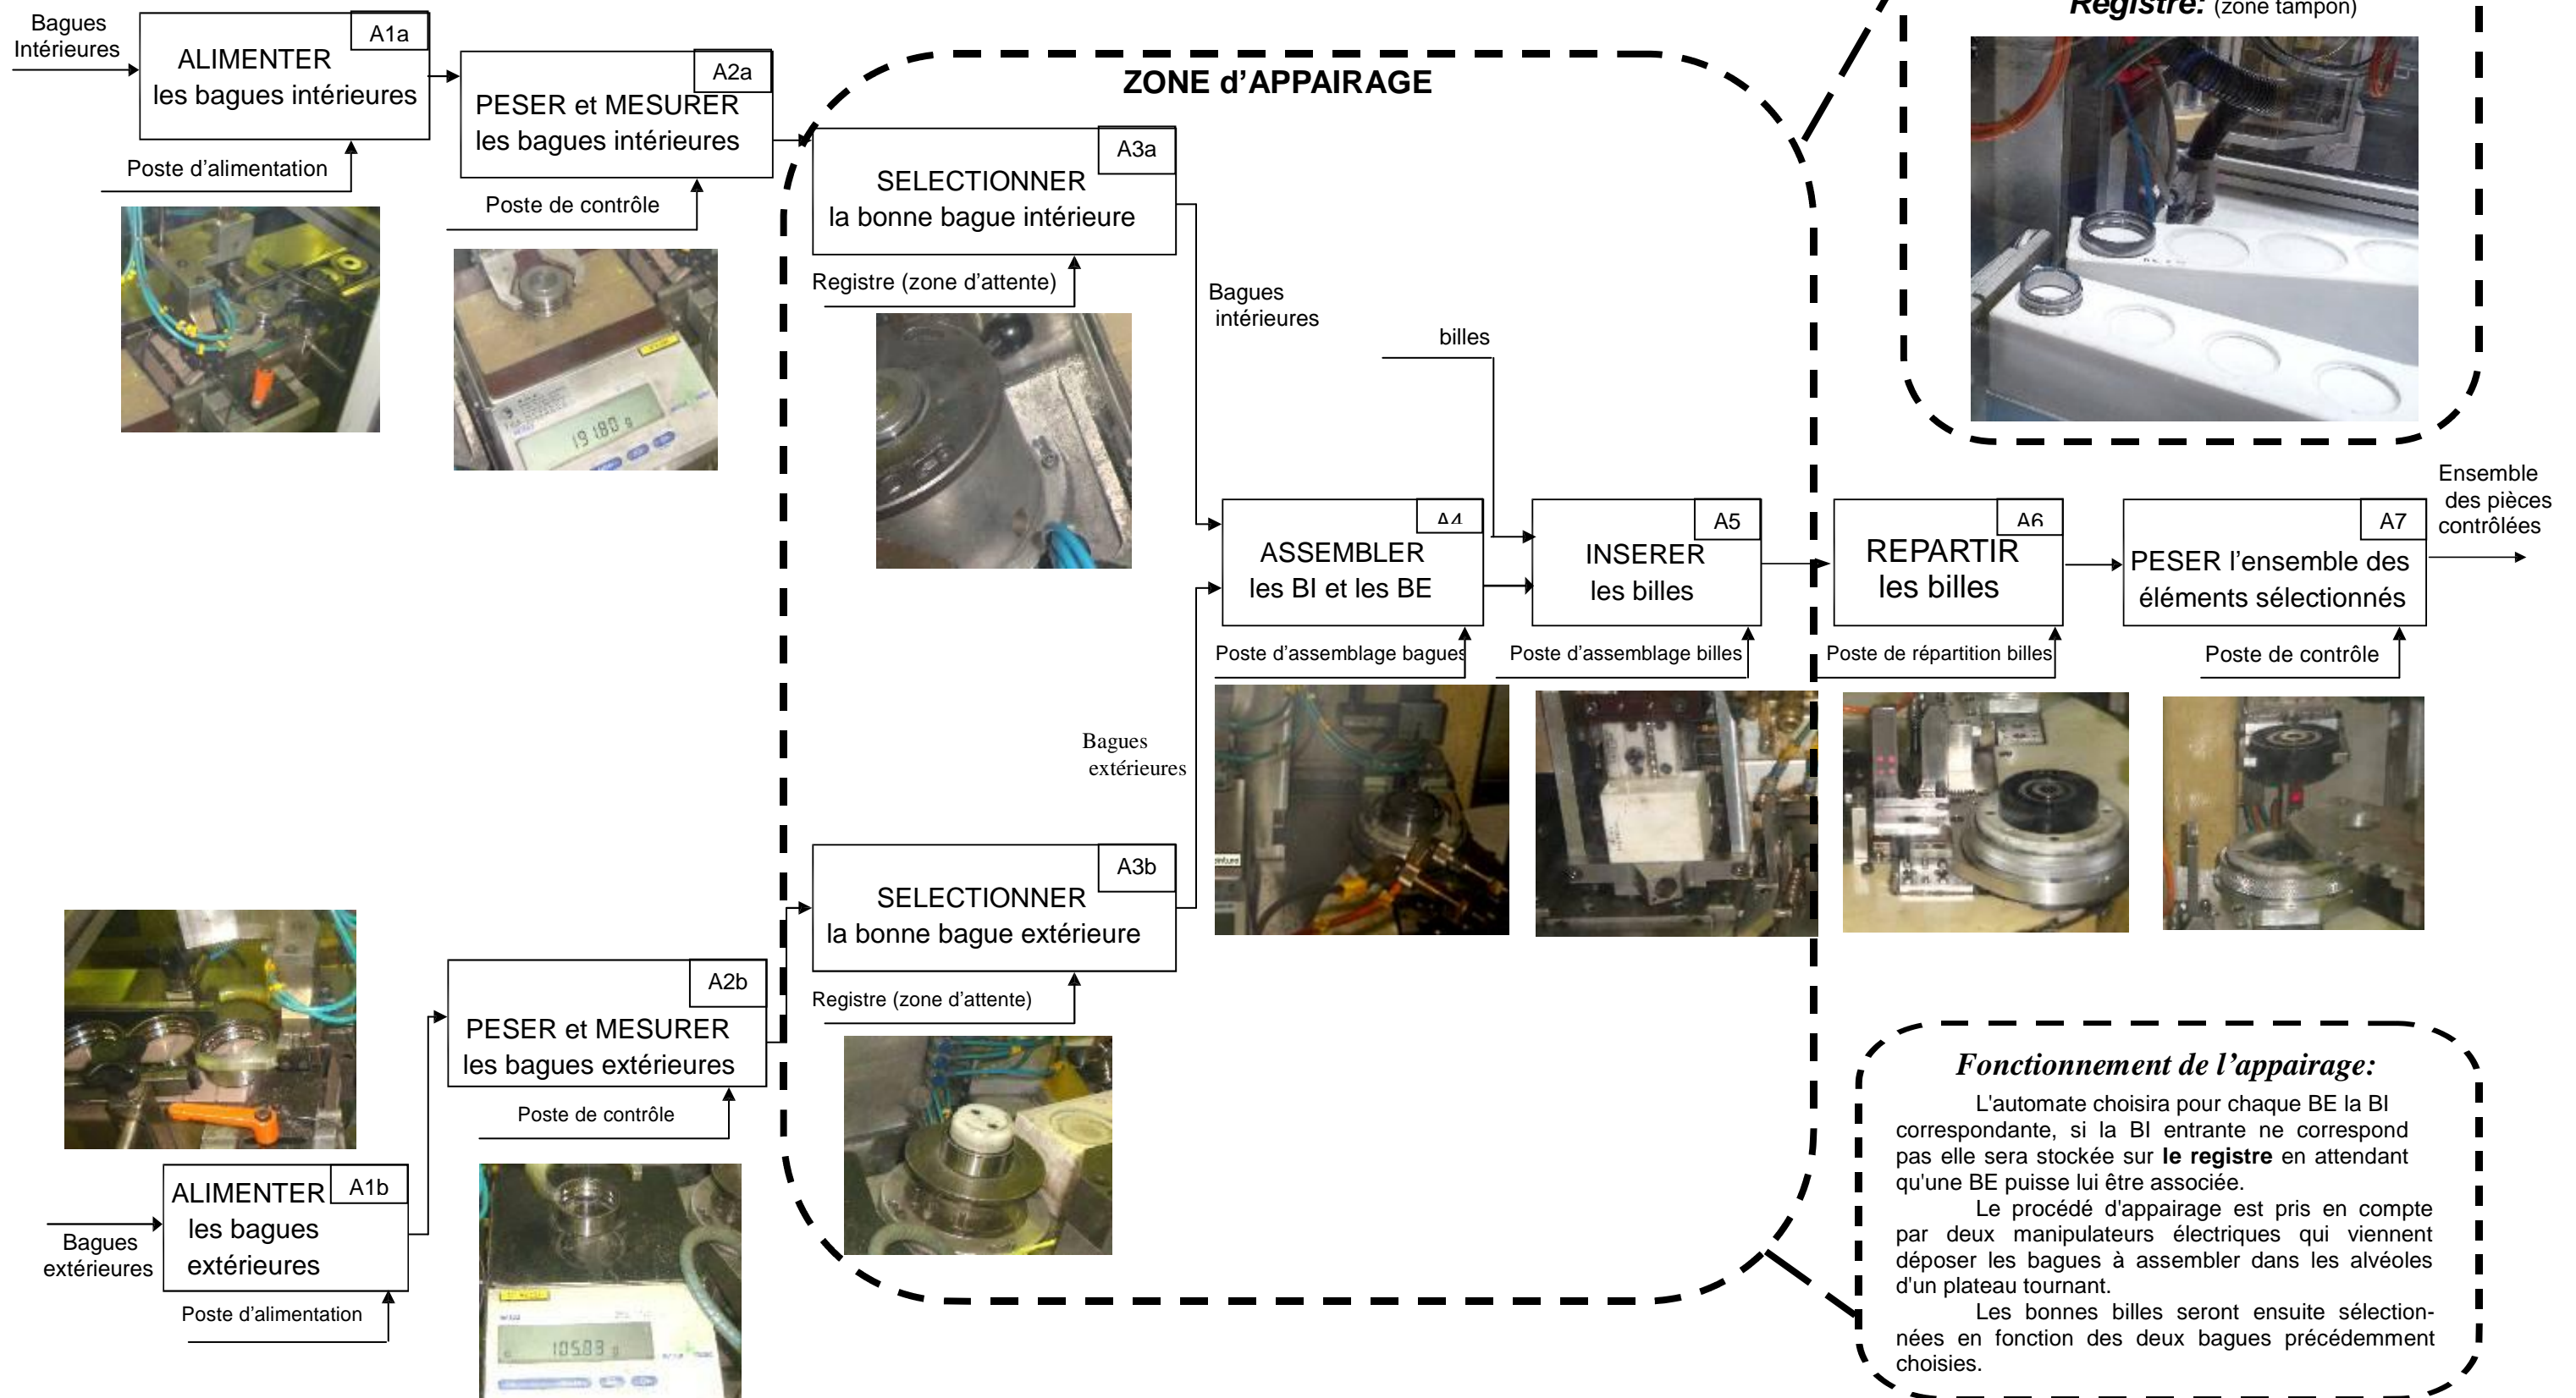 Bagues
Intérieures
A1a
ALIMENTER
les bagues intérieures
Poste d'alimentation
A2a
PESER et MESURER
les bagues intérieures
Poste de contrôle
191.80 g
ZONE d'APPAIRAGE
A3a
SELECTIONNER
la bonne bague intérieure
Registre (zone d'attente)
Bagues
intérieures
billes
Registre: (zone tampon)
A4
ASSEMBLER
les BI et les BE
Poste d'assemblage bagues
A5
INSERER
les billes
Poste d'assemblage billes
A6
REPARTIR
les billes
Poste de répartition billes
A7
PESER l'ensemble des
éléments sélectionnés
Poste de contrôle
Ensemble
des pièces
contrôlées
Bagues
extérieures
A3b
SELECTIONNER
la bonne bague extérieure
Registre (zone d'attente)
A2b
PESER et MESURER
les bagues extérieures
Poste de contrôle
105.03 g
A1b
ALIMENTER
les bagues
extérieures
Bagues
extérieures
Poste d'alimentation
Fonctionnement de l'appairage:
L'automate choisira pour chaque BE la BI
correspondante, si la BI entrante ne correspond
pas elle sera stockée sur le registre en attendant
qu'une BE puisse lui être associée.
Le procédé d'appairage est pris en compte
par deux manipulateurs électriques qui viennent
déposer les bagues à assembler dans les alvéoles
d'un plateau tournant.
Les bonnes billes seront ensuite sélection-
nées en fonction des deux bagues précédemment
choisies.